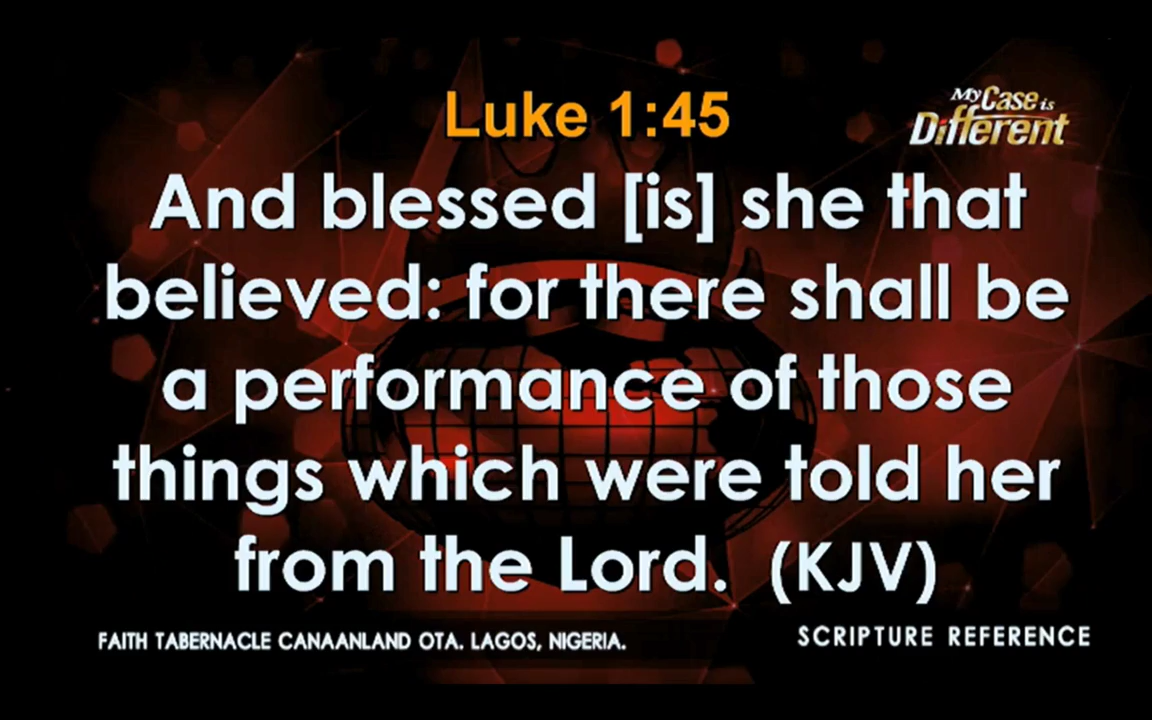 Luke 1:45
My Case is
Different
And blessed [is] she that
believed: for there shall be
a performance of those
things which were told her
from the Lord. (KJV)
FAITH TABERNACLE CANAANLAND OTA. LAGOS, NIGERIA.
SCRIPTURE REFERENCE